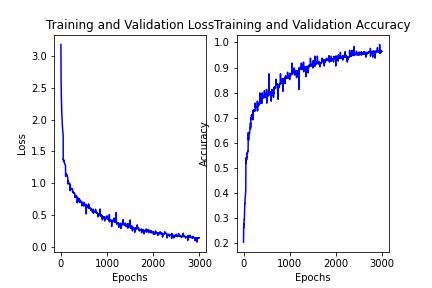 Training and Validation Loss
3.0
2.5
2.0
1.5
1.0
0.5
0.0
Loss
0 1000 2000 3000
Epochs
Training and Validation Accuracy
1.0
0.9
0.8
0.7
0.6
0.5
0.4
0.3
0.2
Accuracy
0 1000 2000 3000
Epochs